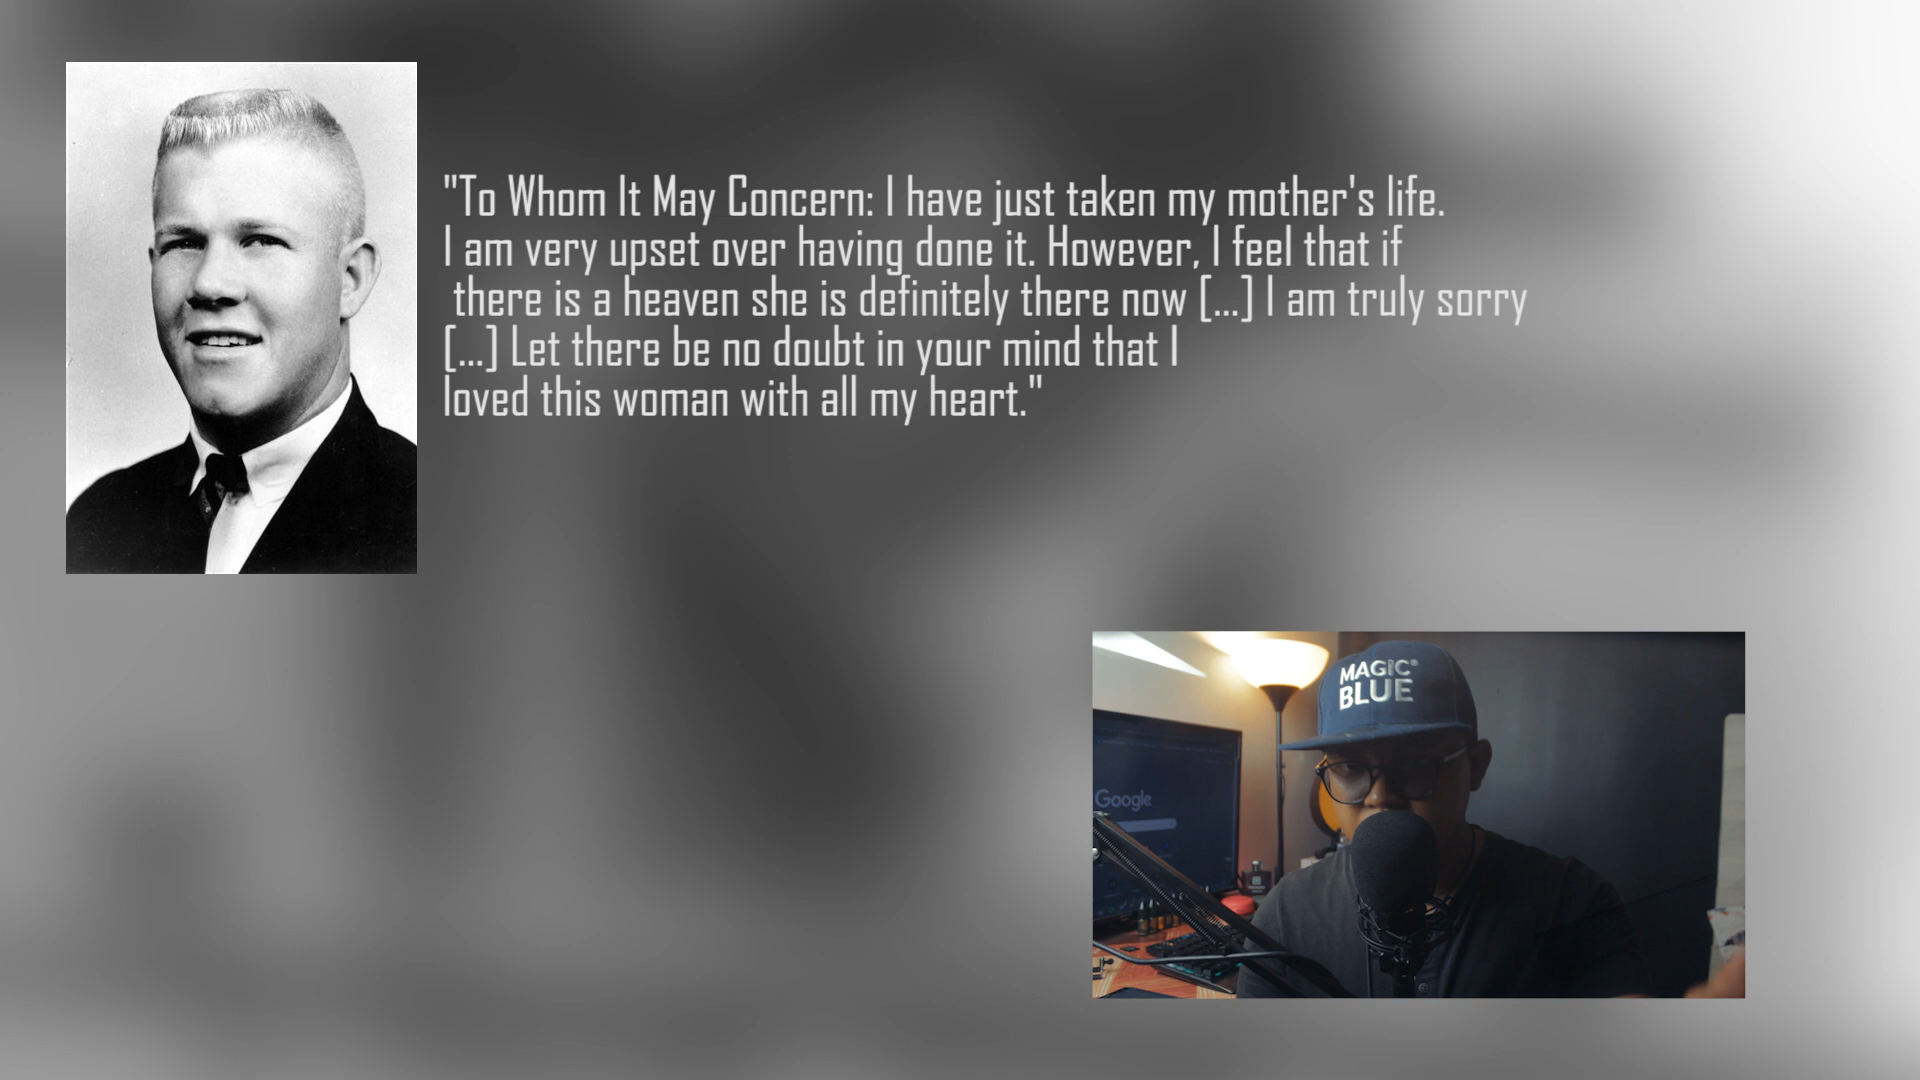 "To Whom It May Concern: I have just taken my mother's life.
I am very upset over having done it. However, I feel that if
there is a heaven she is definitely there now [...] I am truly sorry
[...] Let there be no doubt in your mind that I
loved this woman with all my heart."
MAGIC®
BLUE
Google